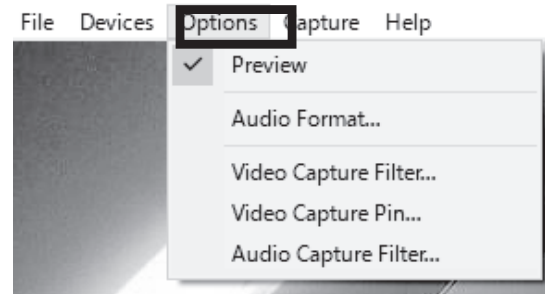 File Devices Options Capture Help
Preview
Audio Format...
Video Capture Filter...
Video Capture Pin...
Audio Capture Filter...